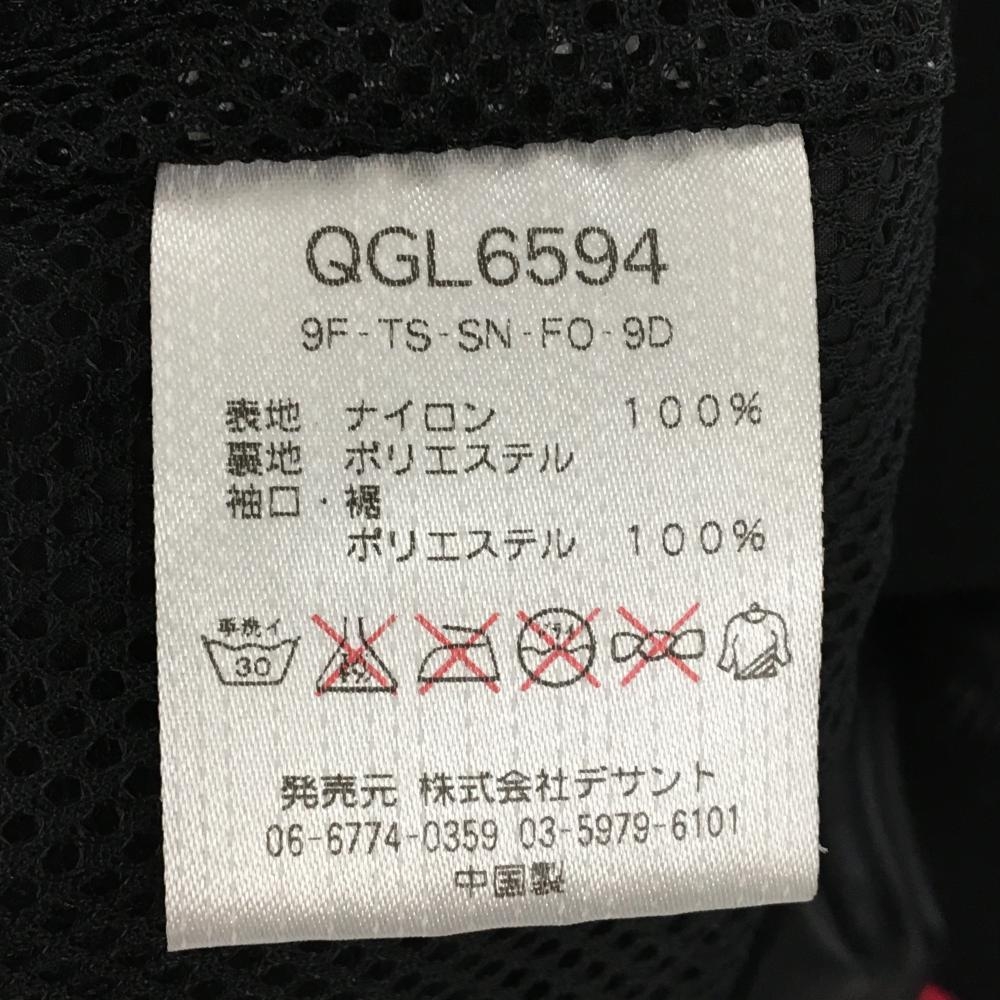 QGL6594
9F-TS-SN-FO-9D
表地 ナイロン 100%
裏地 ポリエステル
袖口・裾
ポリエステル 100%
手洗イ
30
発売元 株式会社デサント
06-6774-0359 03-5979-6101
中国製